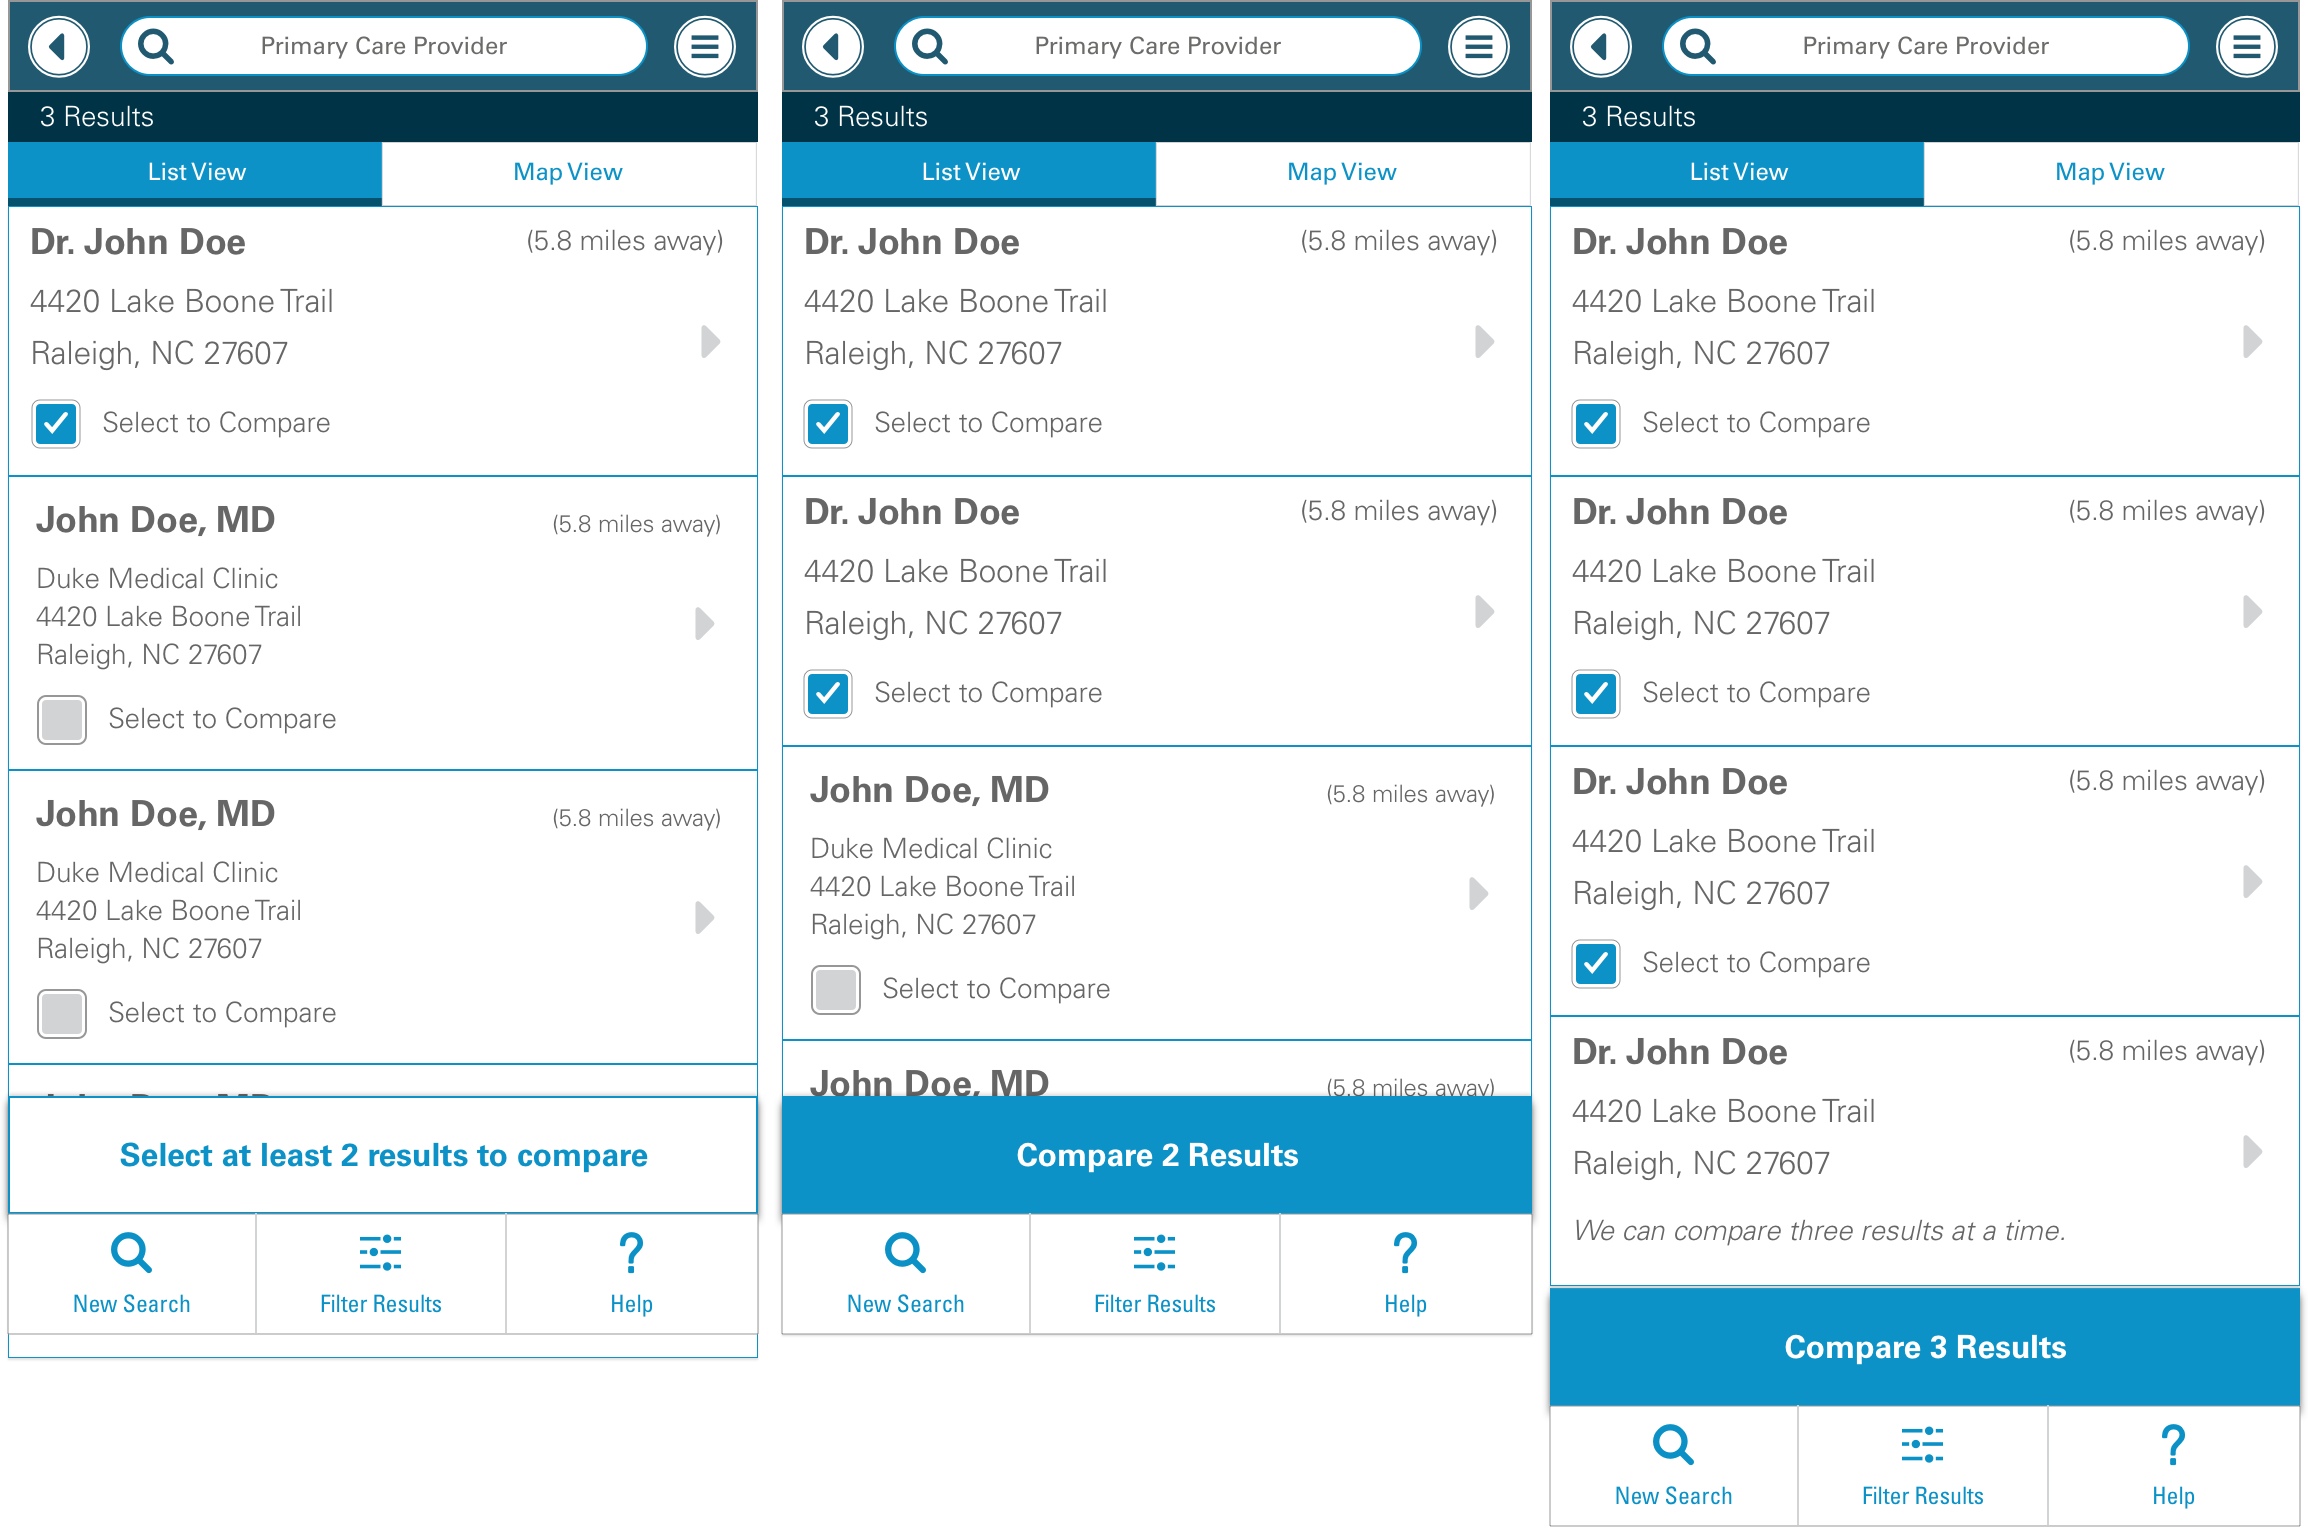 Primary Care Provider
3 Results
List View
Map View
Dr. John Doe
(5.8 miles away)
4420 Lake Boone Trail
Raleigh, NC 27607
Select to Compare
John Doe, MD
(5.8 miles away)
Duke Medical Clinic
4420 Lake Boone Trail
Raleigh, NC 27607
Select to Compare
John Doe, MD
(5.8 miles away)
Duke Medical Clinic
4420 Lake Boone Trail
Raleigh, NC 27607
Select to Compare
Select at least 2 results to compare
New Search
Filter Results
Help
Primary Care Provider
3 Results
List View
Map View
Dr. John Doe
(5.8 miles away)
4420 Lake Boone Trail
Raleigh, NC 27607
Select to Compare
Dr. John Doe
(5.8 miles away)
4420 Lake Boone Trail
Raleigh, NC 27607
Select to Compare
John Doe, MD
(5.8 miles away)
Duke Medical Clinic
4420 Lake Boone Trail
Raleigh, NC 27607
Select to Compare
John Doe, MD
(5.8 miles away)
Compare 2 Results
New Search
Filter Results
Help
Primary Care Provider
3 Results
List View
Map View
Dr. John Doe
(5.8 miles away)
4420 Lake Boone Trail
Raleigh, NC 27607
Select to Compare
Dr. John Doe
(5.8 miles away)
4420 Lake Boone Trail
Raleigh, NC 27607
Select to Compare
Dr. John Doe
(5.8 miles away)
4420 Lake Boone Trail
Raleigh, NC 27607
Select to Compare
Dr. John Doe
(5.8 miles away)
4420 Lake Boone Trail
Raleigh, NC 27607
We can compare three results at a time.
Compare 3 Results
New Search
Filter Results
Help